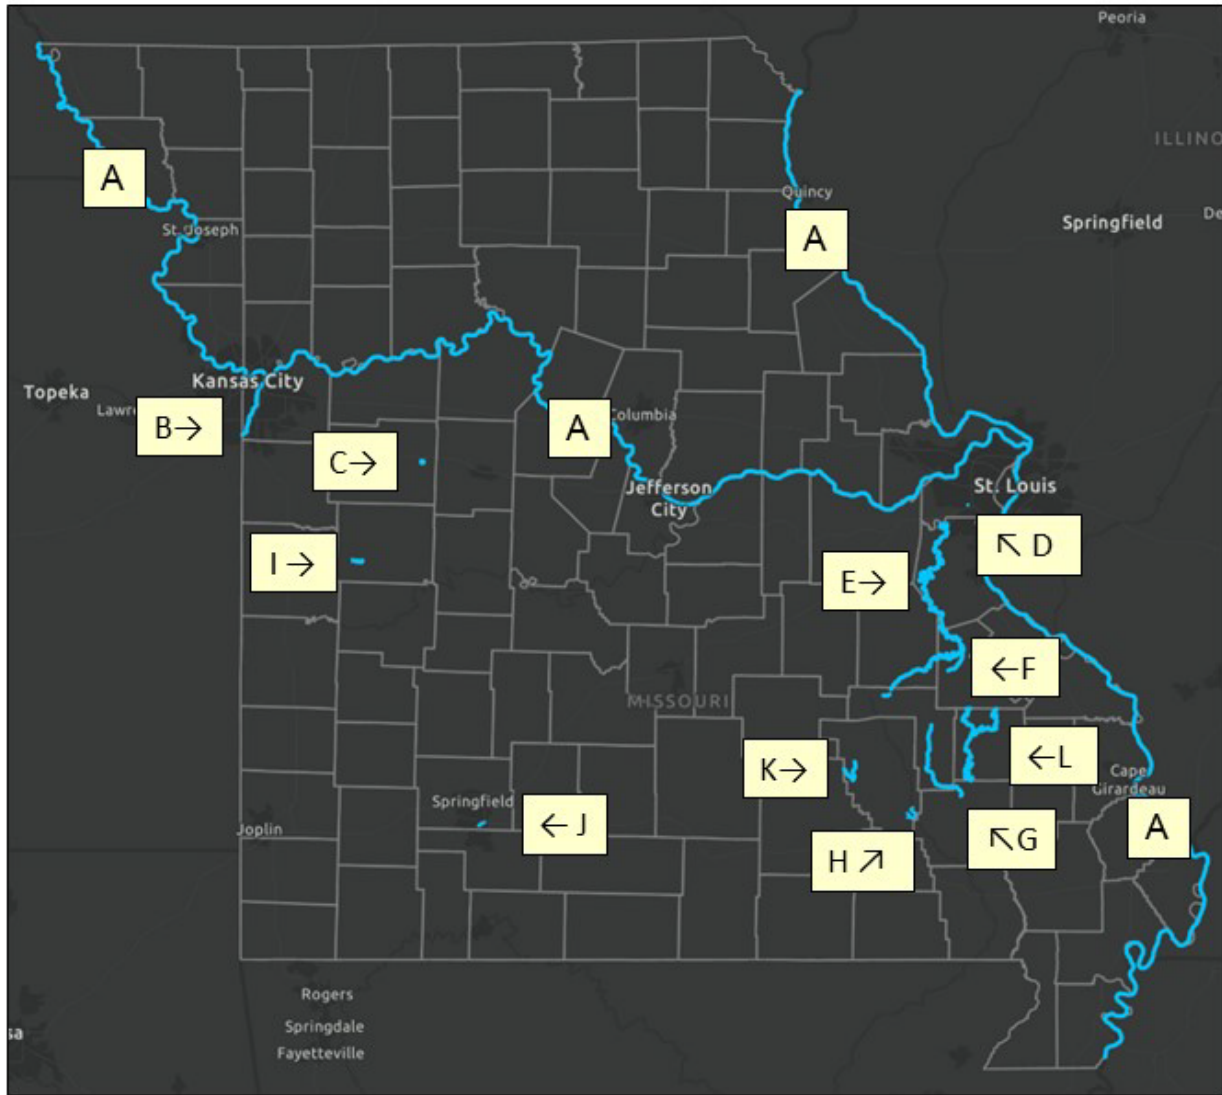 Peoria
ILLINO
A
Quincy
Springfield
De
St. Joseph
A
Topeka
Kansas City
Lawre
B→
A
Columbia
C→
Jefferson
City
St. Louis
I →
↖ D
E→
←F
MISSOURI
K→
←L
Cape
Girardeau
Springfield
Joplin
← J
↖G
A
H ↗
Rogers
Springdale
Fayetteville
sa